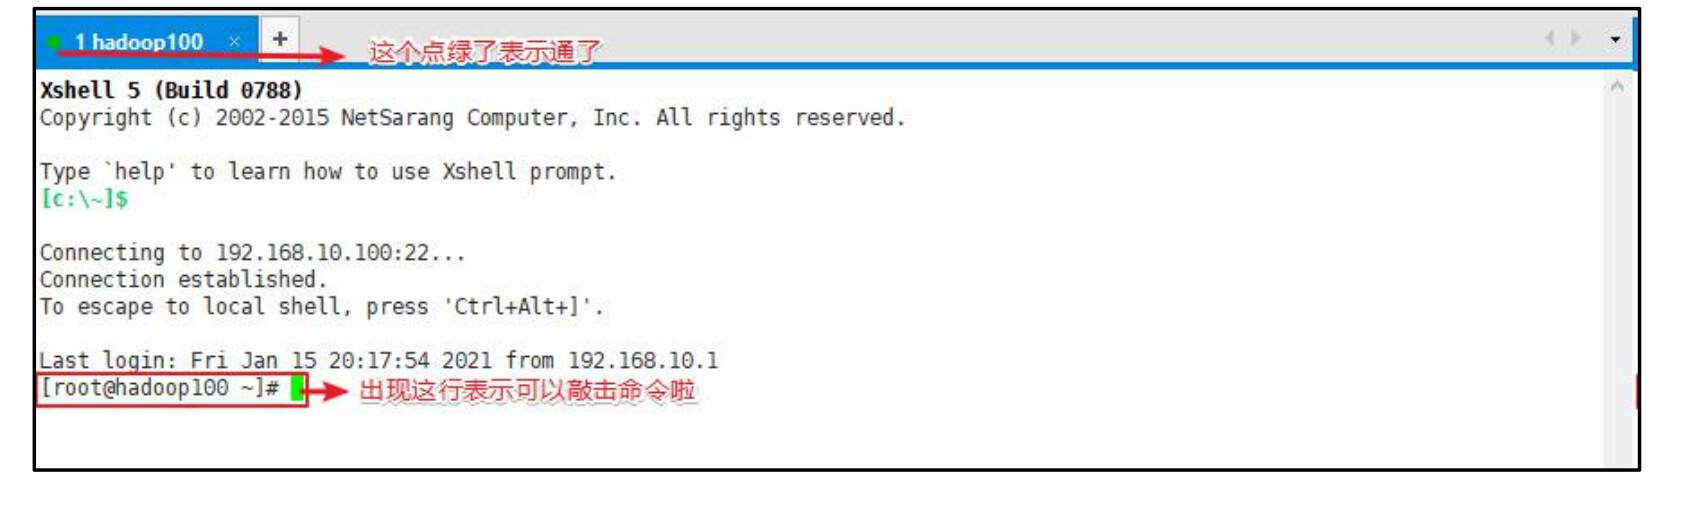 1 hadoop100 × +
这个点绿了表示通了
Xshell 5 (Build 0788)
Copyright (c) 2002-2015 NetSarang Computer, Inc. All rights reserved.
Type `help' to learn how to use Xshell prompt.
[c:\~]$
Connecting to 192.168.10.100:22...
Connection established.
To escape to local shell, press 'Ctrl+Alt+]'.
Last login: Fri Jan 15 20:17:54 2021 from 192.168.10.1
[root@hadoop100 ~]#
出现这行表示可以敲击命令啦